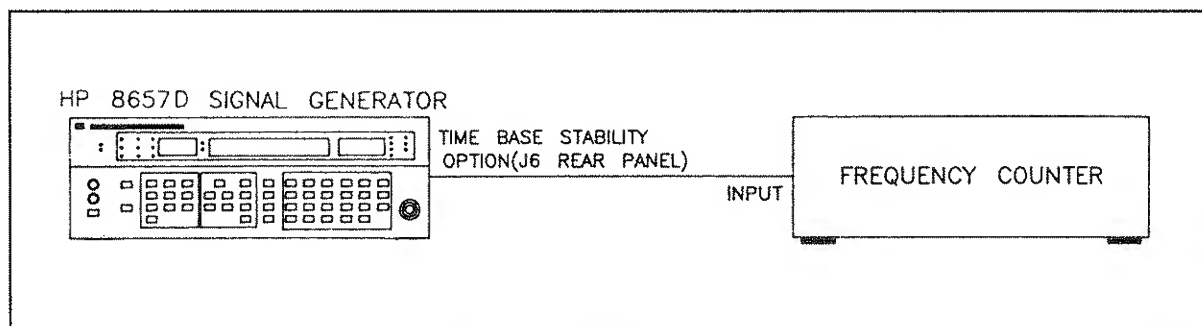 HP 8657D SIGNAL GENERATOR
TIME BASE STABILITY
OPTION(J6 REAR PANEL)
INPUT
FREQUENCY COUNTER